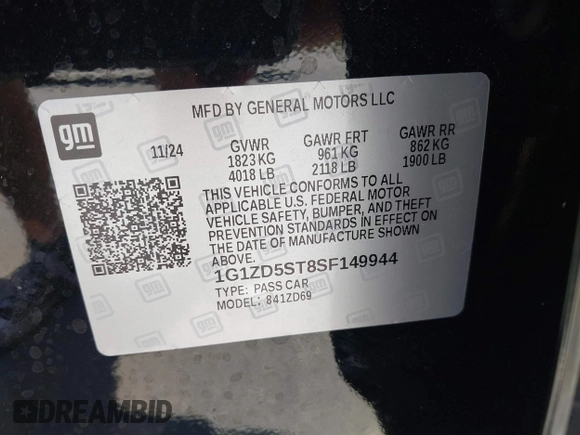 MFD BY GENERAL MOTORS LLC
gm
11/24
GVWR
1823 KG
4018 LB
GAWR FRT
961 KG
2118 LB
GAWR RR
862 KG
1900 LB
THIS VEHICLE CONFORMS TO ALL
APPLICABLE U.S. FEDERAL MOTOR
VEHICLE SAFETY, BUMPER, AND THEFT
PREVENTION STANDARDS IN EFFECT ON
THE DATE OF MANUFACTURE SHOWN
ABOVE.
1G1ZD5ST8SF149944
TYPE: PASS CAR
MODEL: 841ZD69
DREAMBID